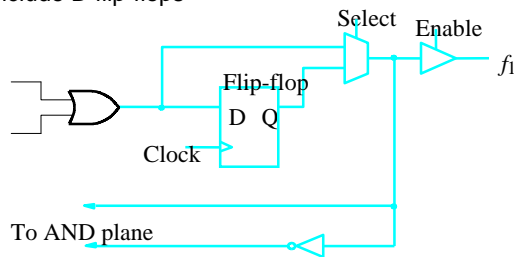 Select
Enable
f1
Flip-flop
D Q
Clock
To AND plane